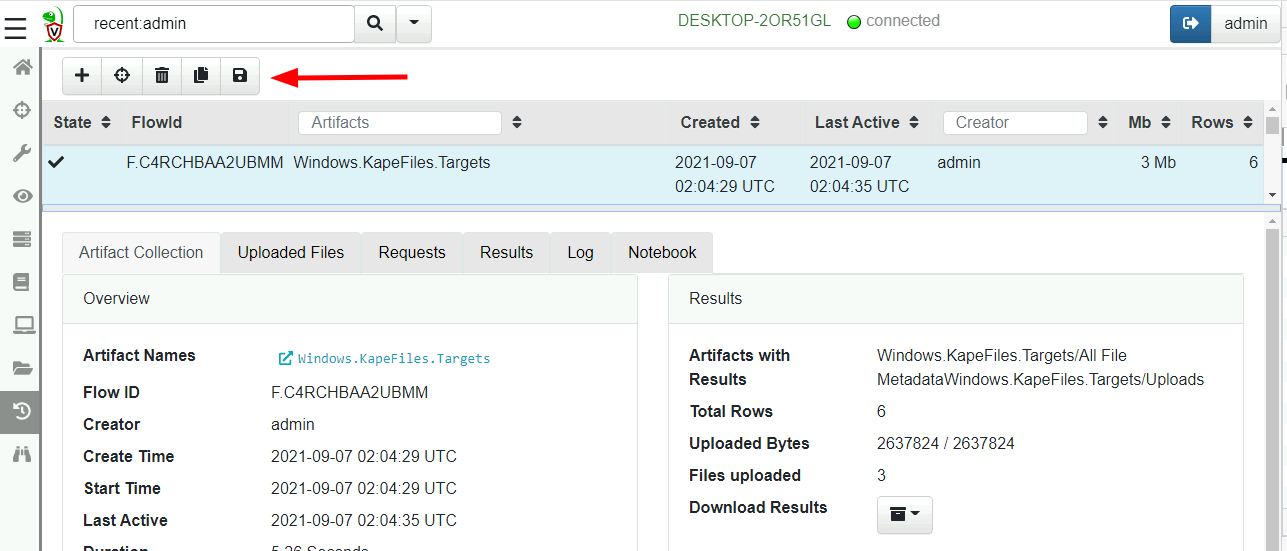 recent:admin
DESKTOP-2OR51GL connected
admin
State FlowId Artifacts Created Last Active Creator Mb Rows
F.C4RCHBAA2UBMM Windows.KapeFiles.Targets 2021-09-07 2021-09-07 admin 3 Mb 6
02:04:29 UTC 02:04:35 UTC
Artifact Collection Uploaded Files Requests Results Log Notebook
Overview
Artifact Names Windows.KapeFiles.Targets
Flow ID F.C4RCHBAA2UBMM
Creator admin
Create Time 2021-09-07 02:04:29 UTC
Start Time 2021-09-07 02:04:29 UTC
Last Active 2021-09-07 02:04:35 UTC
Duration 5.26 Seconds
Results
Artifacts with Windows.KapeFiles.Targets/All File
Results MetadataWindows.KapeFiles.Targets/Uploads
Total Rows 6
Uploaded Bytes 2637824 / 2637824
Files uploaded 3
Download Results